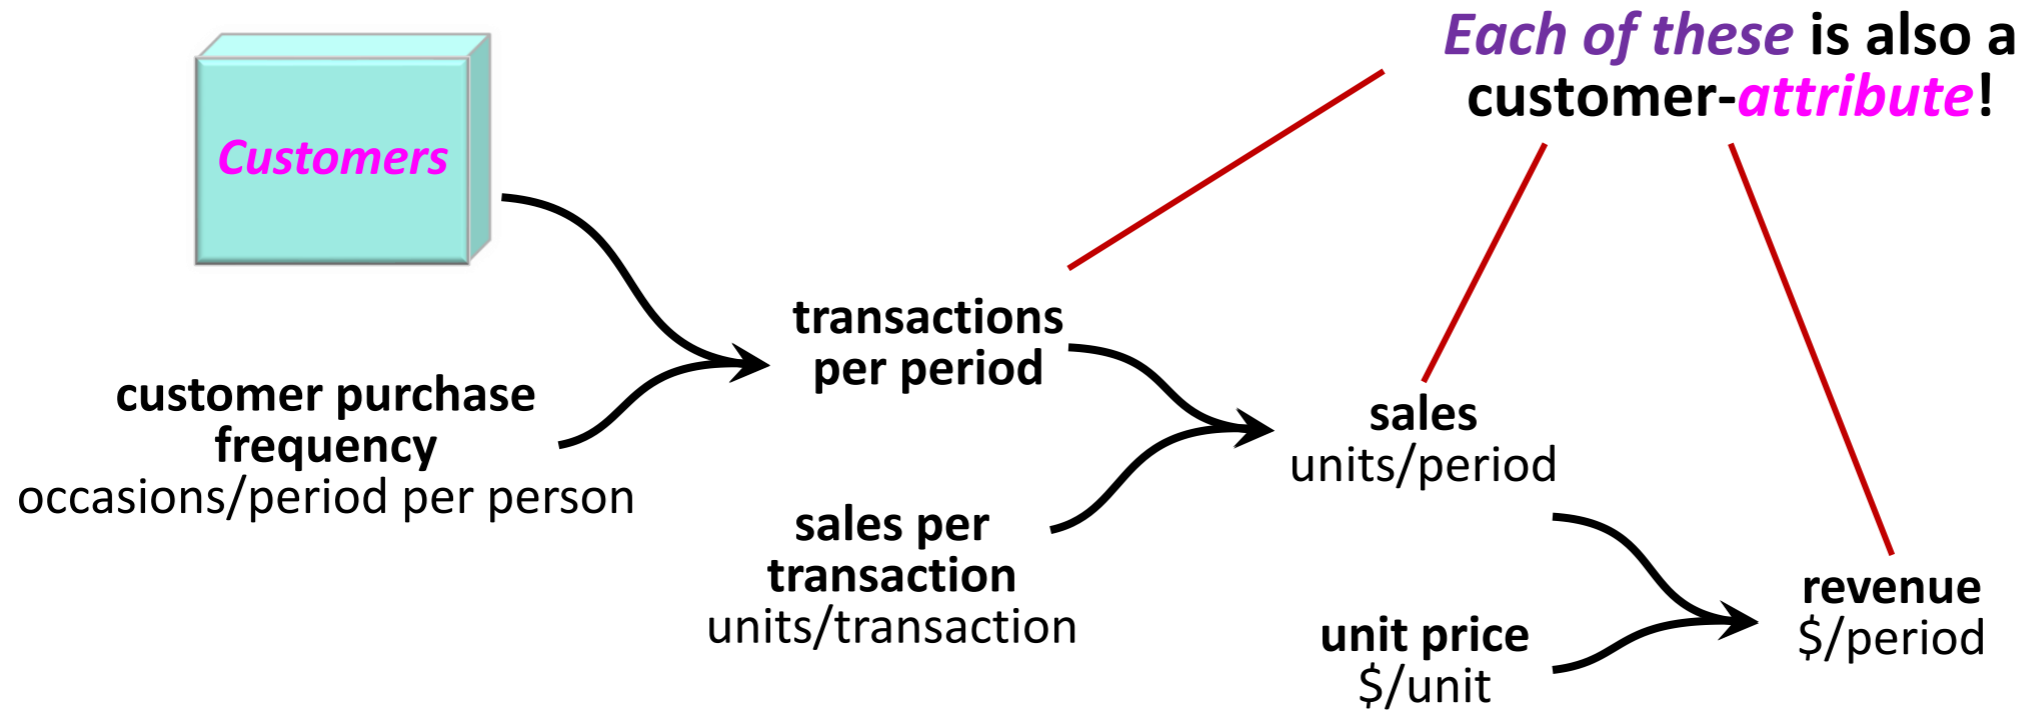 Each of these is also a
customer-attribute!
Customers
transactions
per period
customer purchase
frequency
occasions/period per person
sales
units/period
sales per
transaction
units/transaction
revenue
$/period
unit price
$/unit